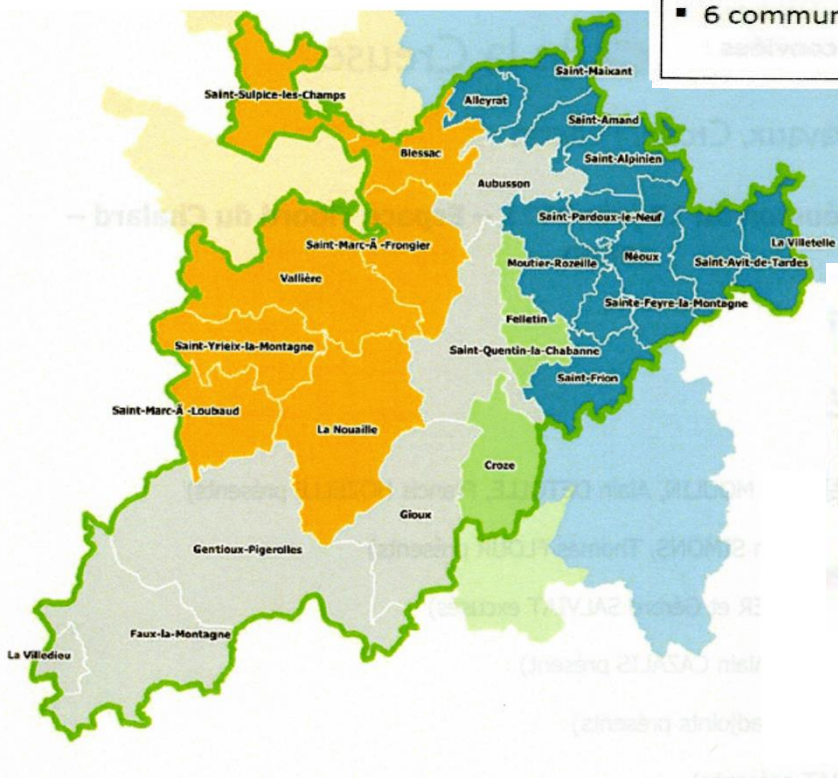 ▪ 6 commun
Saint-Maixant
Saint-Sulpice-les-Champs
Alleyrat
Saint-Amand
Blessac
Saint-Alpinien
Aubusson
Saint-Pardoux-le-Neuf
Saint-Marc-Ã -Frongier
La Villetelle
Moutier-Rozeille
Néoux
Saint-Avit-de-Tardes
Vallière
Sainte-Feyre-la-Montagne
Felletin
Saint-Yrieix-la-Montagne
Saint-Quentin-la-Chabanne
Saint-Frion
Saint-Marc-Ã -Loubaud
La Nouaille
Croze
Gioux
Gentioux-Pigerolles
Faux-la-Montagne
La Villedieu